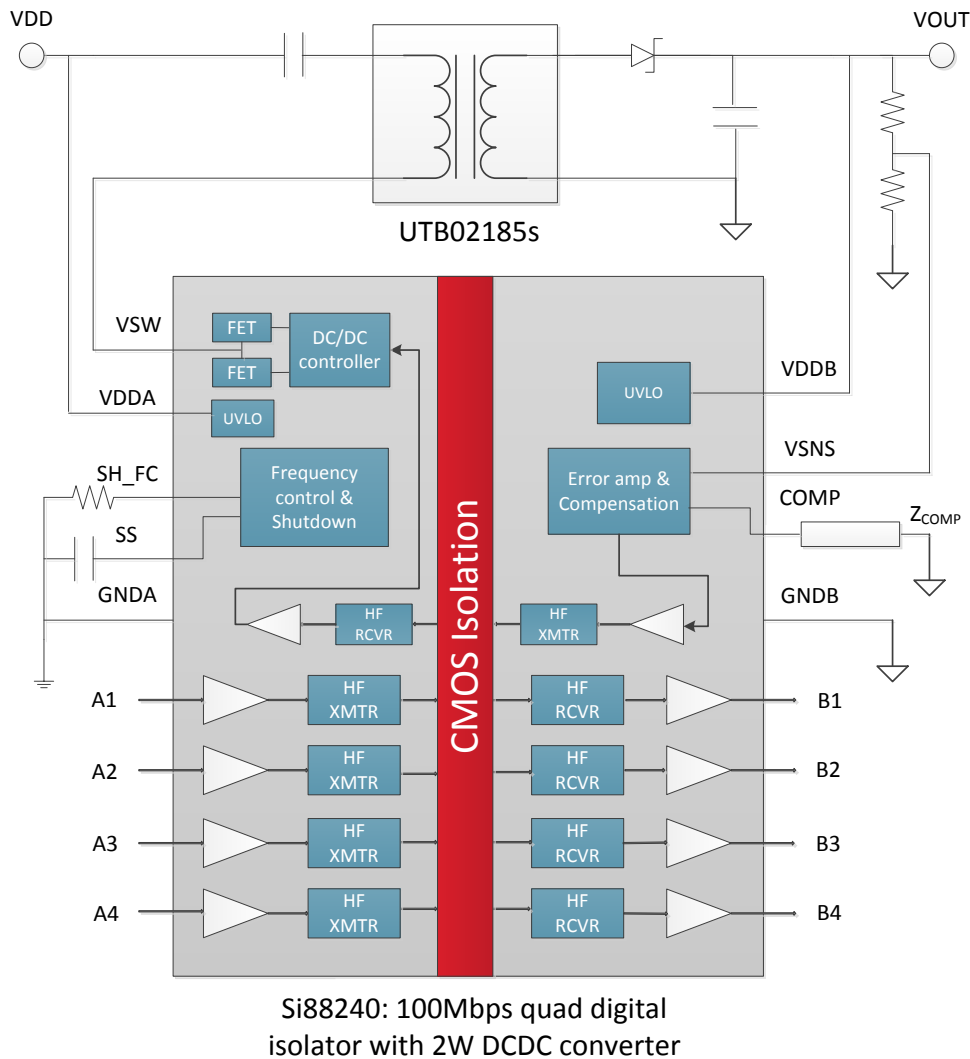 VDD
VOUT
UTB02185s
VSW
FET
FET
DC/DC
controller
VDDA
UVLO
UVLO
VDDB
SH_FC
Frequency
control &
Shutdown
Error amp &
Compensation
VSNS
COMP
ZCOMP
SS
GNDA
GNDB
HF
RCVR
HF
XMTR
CMOS Isolation
A1
HF
XMTR
HF
RCVR
B1
A2
HF
XMTR
HF
RCVR
B2
A3
HF
XMTR
HF
RCVR
B3
A4
HF
XMTR
HF
RCVR
B4
Si88240: 100Mbps quad digital
isolator with 2W DCDC converter